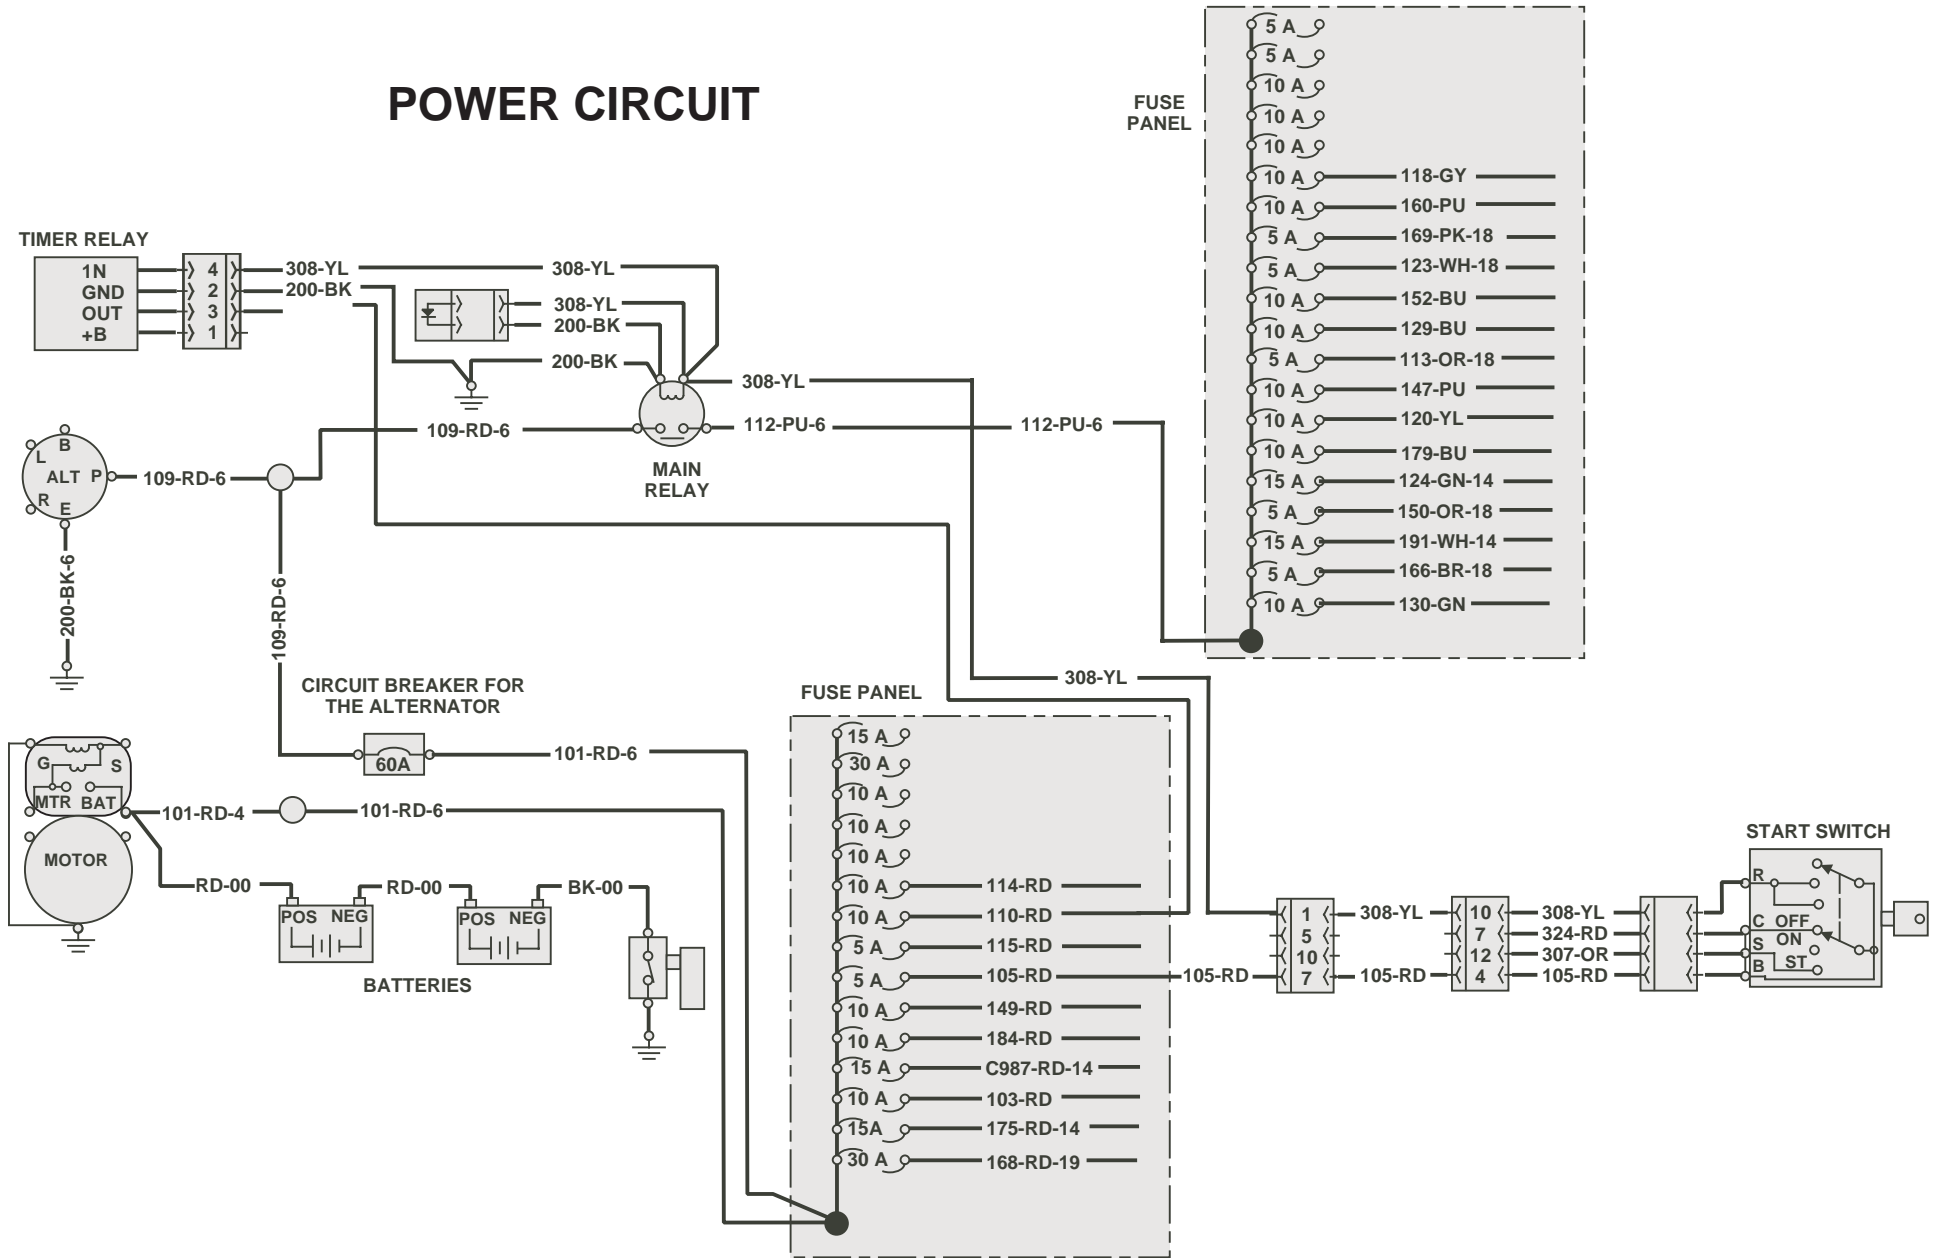 POWER CIRCUIT
FUSE
PANEL
5 A
5 A
10 A
10 A
10 A
10 A 118-GY
10 A 160-PU
5 A 169-PK-18
5 A 123-WH-18
10 A 152-BU
10 A 129-BU
5 A 113-OR-18
10 A 147-PU
10 A 120-YL
10 A 179-BU
15 A 124-GN-14
5 A 150-OR-18
15 A 191-WH-14
5 A 166-BR-18
10 A 130-GN
TIMER RELAY
1N 4 308-YL 308-YL
GND 2 200-BK
OUT 3
+B 1
308-YL
200-BK
200-BK
308-YL
109-RD-6
112-PU-6 112-PU-6
MAIN
RELAY
B
L
ALT P
R
E
109-RD-6
200-BK-6
109-RD-6
308-YL
CIRCUIT BREAKER FOR
THE ALTERNATOR
60A
101-RD-6
G S
MTR BAT
MOTOR
101-RD-4 101-RD-6
RD-00 RD-00 BK-00
POS NEG POS NEG
BATTERIES
FUSE PANEL
15 A
30 A
10 A
10 A
10 A
10 A 114-RD
10 A 110-RD
5 A 115-RD
5 A 105-RD 105-RD
10 A 149-RD
10 A 184-RD
15 A C987-RD-14
10 A 103-RD
15A 175-RD-14
30 A 168-RD-19
1 308-YL 10 308-YL
5 7 324-RD
10 12 307-OR
7 105-RD 4 105-RD
START SWITCH
R
C OFF
ON
S
ST
B